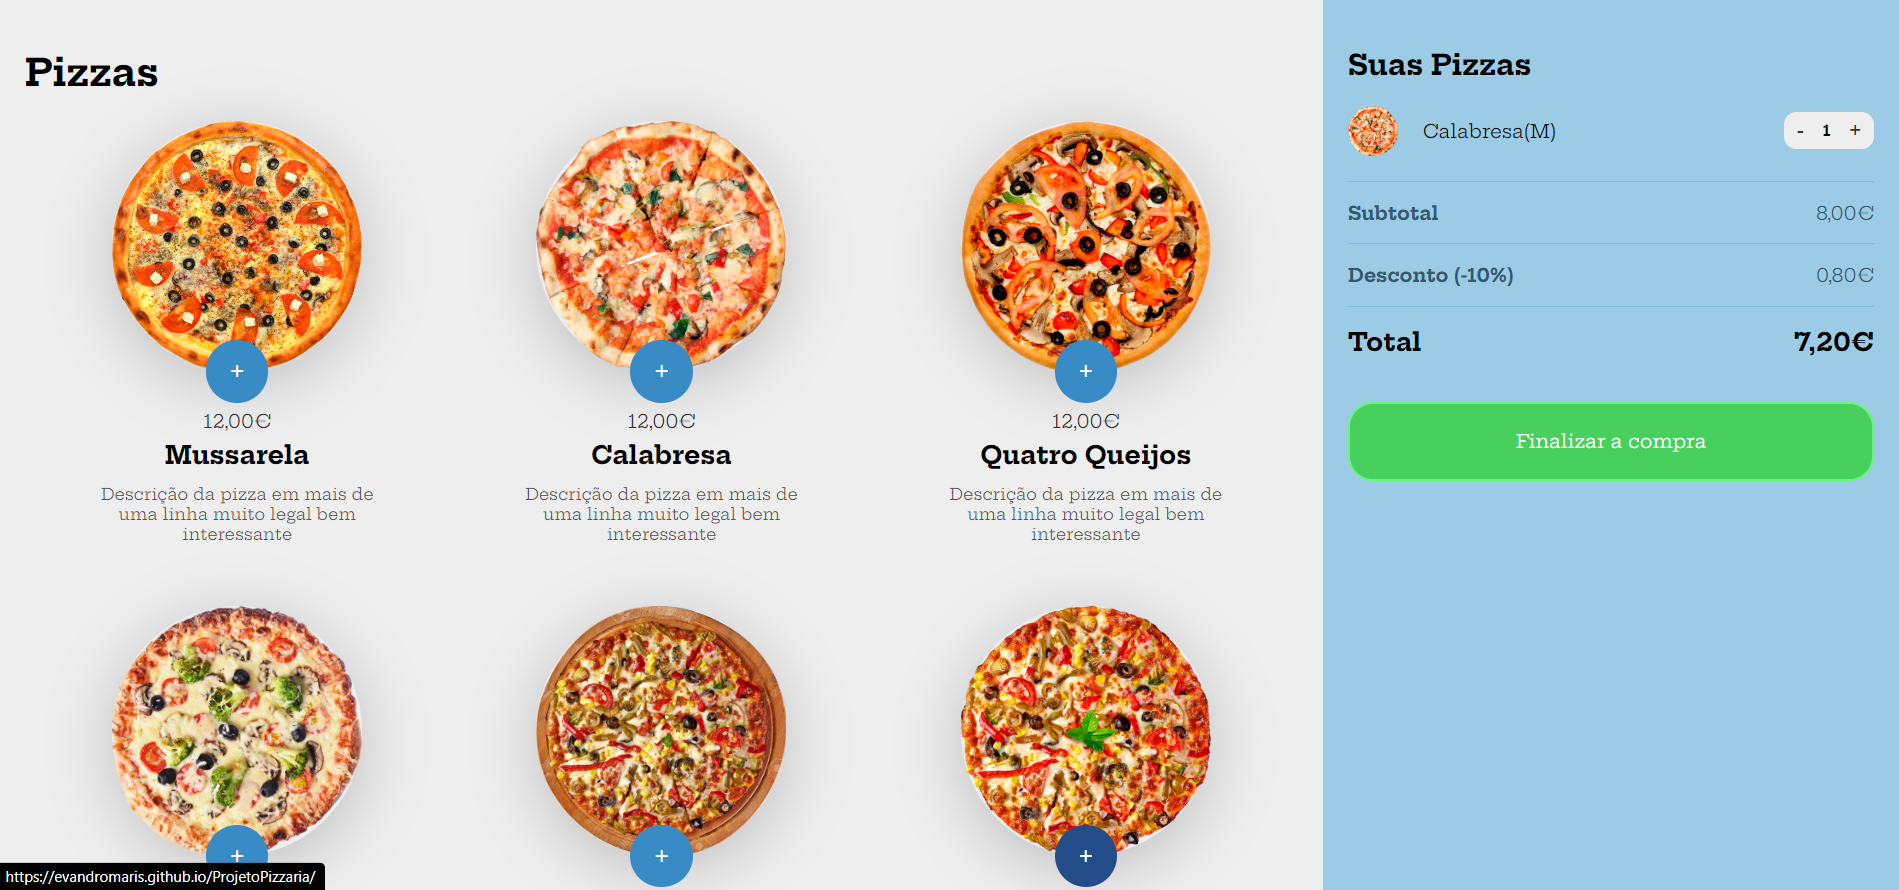 Pizzas
+
12,00€
Mussarela
Descrição da pizza em mais de
uma linha muito legal bem
interessante
+
12,00€
Calabresa
Descrição da pizza em mais de
uma linha muito legal bem
interessante
+
12,00€
Quatro Queijos
Descrição da pizza em mais de
uma linha muito legal bem
interessante
+
+
+
Suas Pizzas
Calabresa(M) - 1 +
Subtotal 8,00€
Desconto (-10%) 0,80€
Total 7,20€
Finalizar a compra
https://evandromaris.github.io/ProjetoPizzaria/